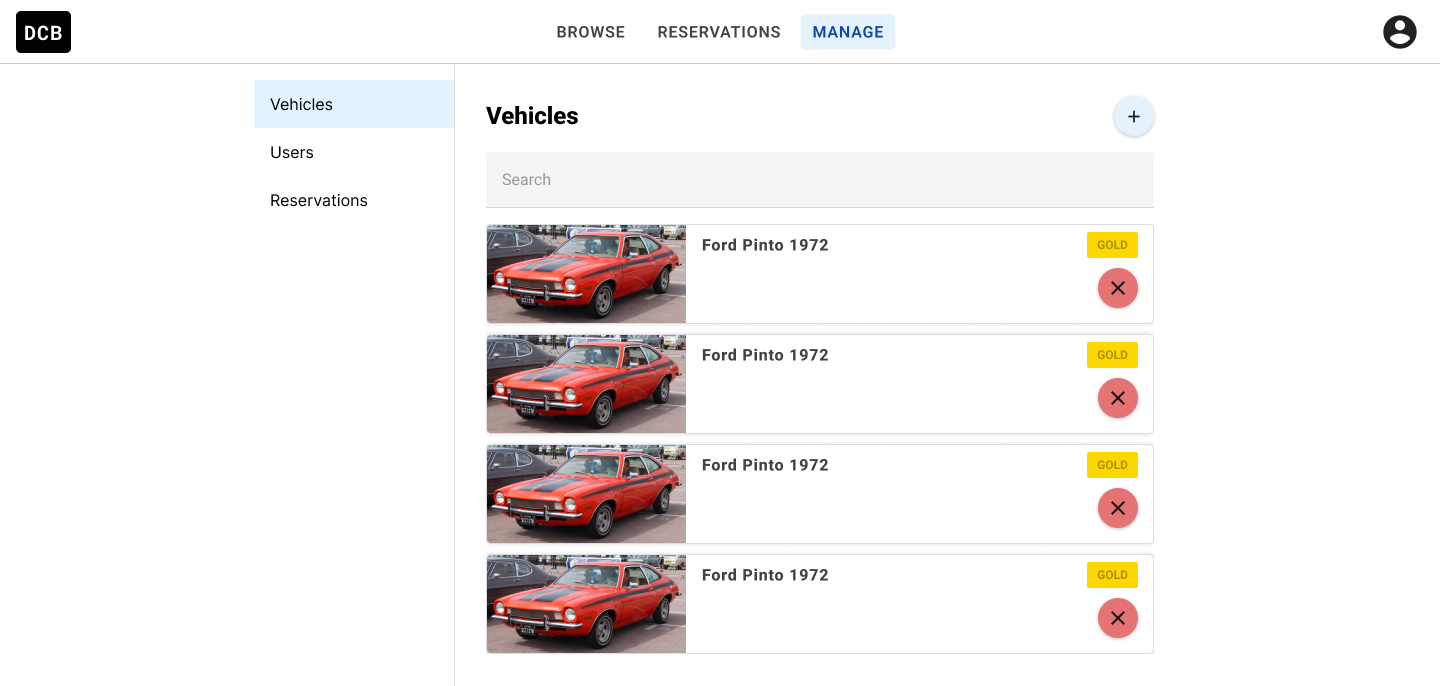 DCB
BROWSE RESERVATIONS MANAGE
Vehicles
Users
Reservations
Vehicles
+
Search
Ford Pinto 1972
GOLD
Ford Pinto 1972
GOLD
Ford Pinto 1972
GOLD
Ford Pinto 1972
GOLD